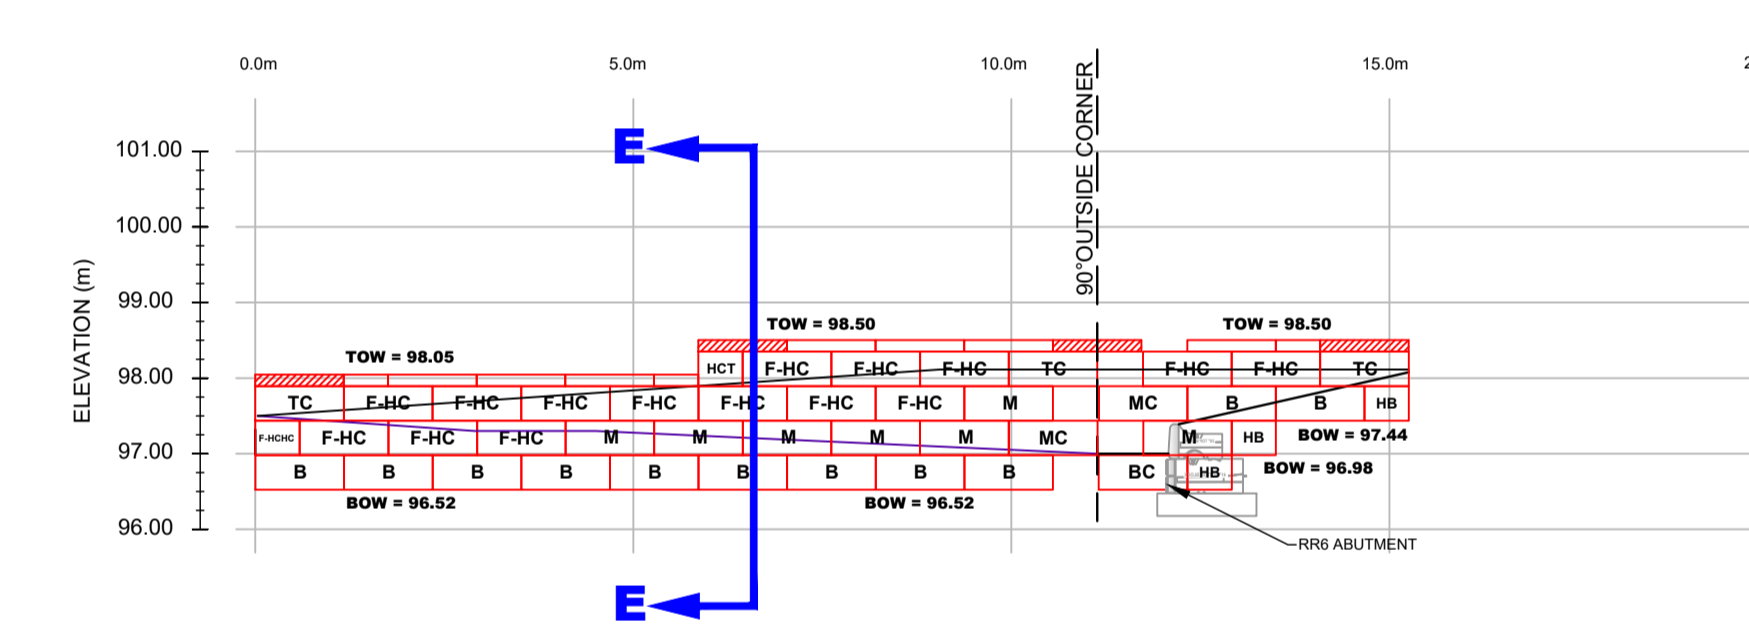 0.0m 5.0m 10.0m 15.0m 2
90°OUTSIDE CORNER
ELEVATION (m)
101.00
E
100.00
99.00
TOW = 98.50 TOW = 98.50
TOW = 98.05
HCT F-HC F-HC F-HC TC F-HC F-HC TC
98.00
TC F-HC F-HC F-HC F-HC F-HC F-HC F-HC M MC B B HB
F-HCHC F-HC F-HC F-HC M M M M M MC M HB BOW = 97.44
97.00
B B B B B B B B B BC HB BOW = 96.98
BOW = 96.52 BOW = 96.52
96.00
RR6 ABUTMENT
E